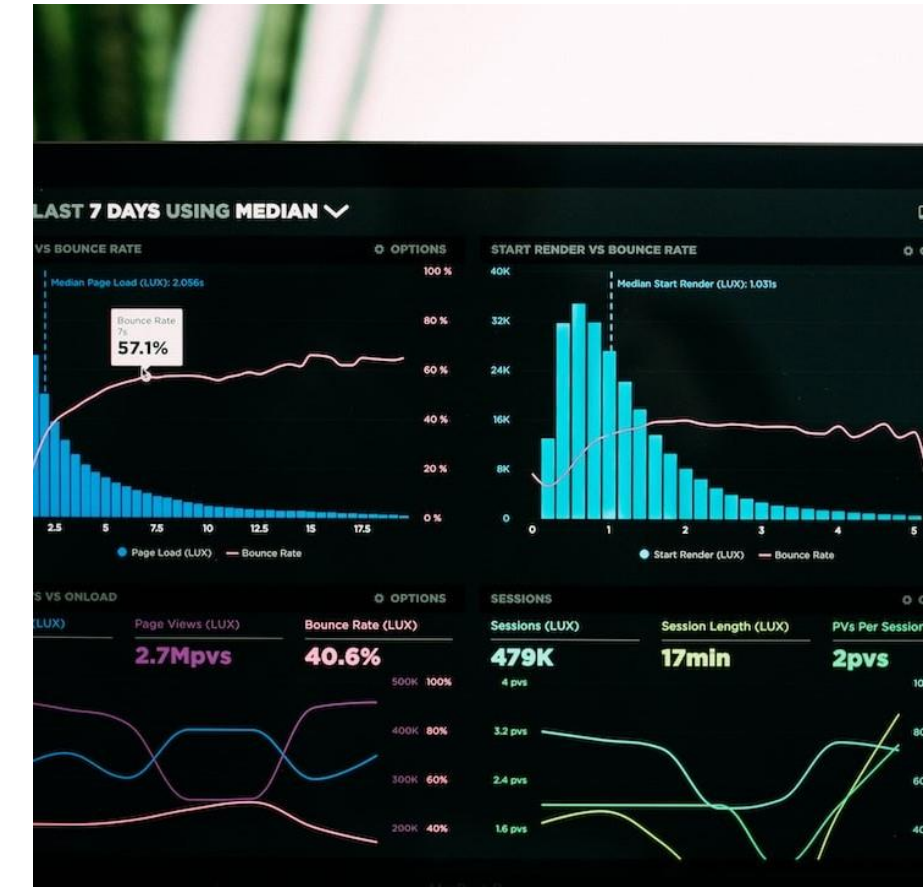 LAST 7 DAYS USING MEDIAN
VS BOUNCE RATE
OPTIONS
Median Page Load (LUX): 2.056s
Bounce Rate
7s
57.1%
100 %
80 %
60 %
40 %
20 %
0 %
2.5 5 7.5 10 12.5 15 17.5
Page Load (LUX) Bounce Rate
START RENDER VS BOUNCE RATE
40K
Median Start Render (LUX): 1.031s
32K
24K
16K
8K
0
0 1 2 3 4 5
Start Render (LUX) Bounce Rate
S VS ONLOAD
OPTIONS
(LUX)
Page Views (LUX)
2.7Mpvs
Bounce Rate (LUX)
40.6%
500K 100%
400K 80%
300K 60%
200K 40%
SESSIONS
Sessions (LUX)
479K
Session Length (LUX)
17min
PVs Per Session
2pvs
4 pvs
3.2 pvs
2.4 pvs
1.6 pvs